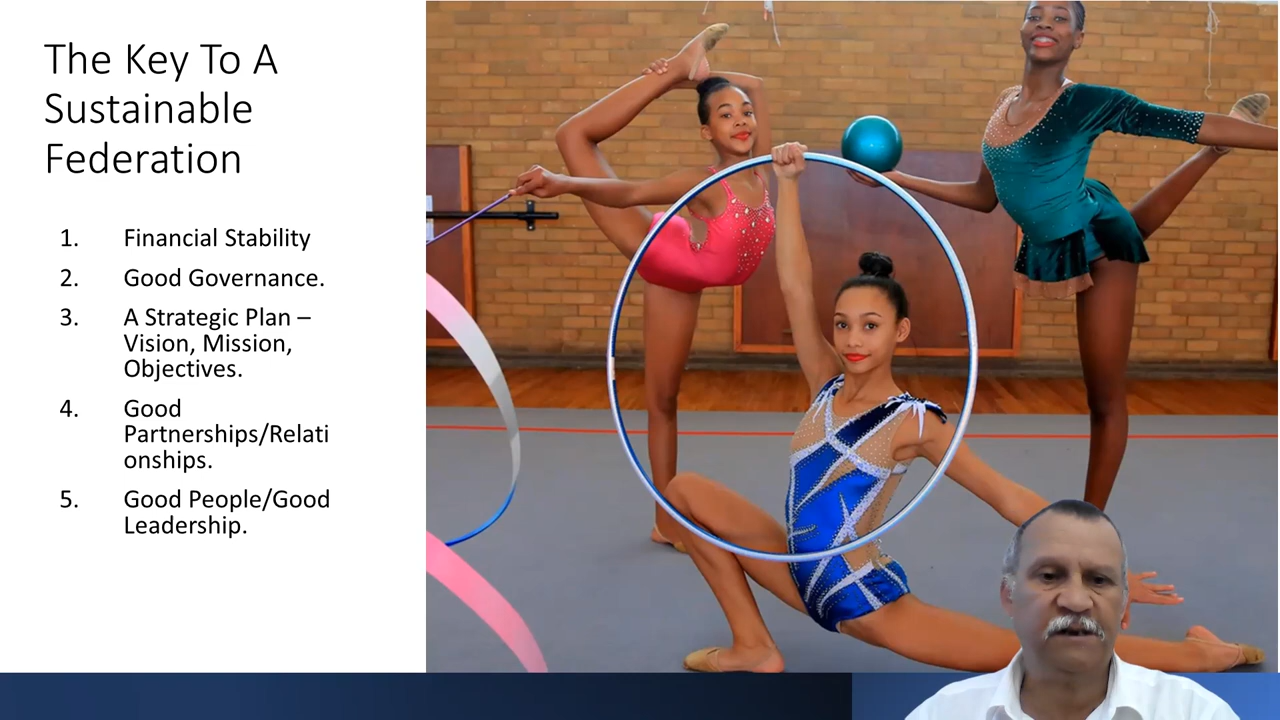 The Key To A
Sustainable
Federation
1. Financial Stability
2. Good Governance.
3. A Strategic Plan –
Vision, Mission,
Objectives.
4. Good
Partnerships/Relati
onships.
5. Good People/Good
Leadership.